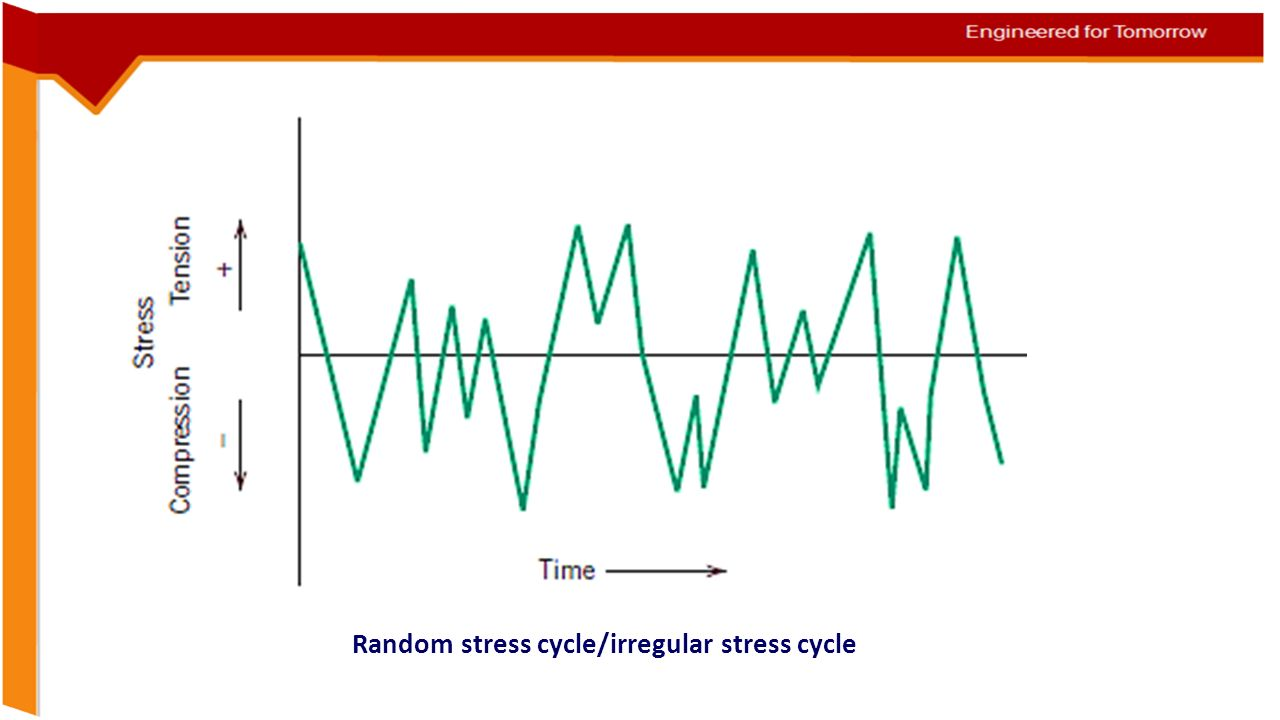 Engineered for Tomorrow
Stress
Tension
+
Compression
–
Time
Random stress cycle/irregular stress cycle